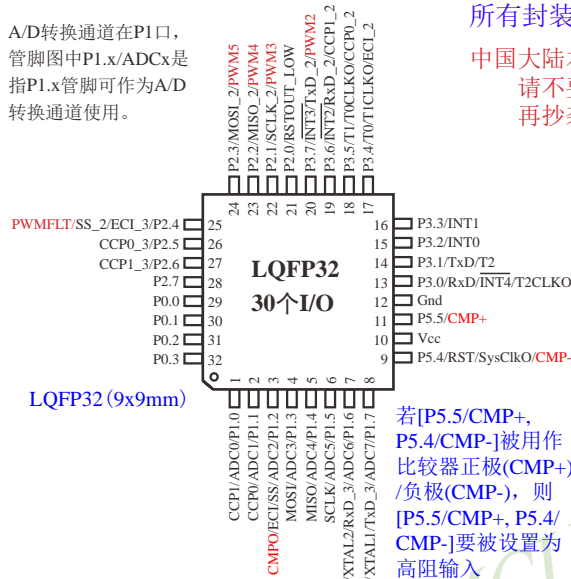 A/D转换通道在P1口，
管脚图中P1.x/ADCx是
指P1.x管脚可作为A/D
转换通道使用。
所有封装
中国大陆
请不
再抄
P2.3/MOSI_2/PWM5
P2.2/MISO_2/PWM4
P2.1/SCLK_2/PWM3
P2.0/RSTOUT_LOW
P3.7/INT3/TxD_2/PWM2
P3.6/INT2/RxD_2/CCP1_2
P3.5/T1/T0CLKO/CCP0_2
P3.4/T0/T1CLKO/ECI_2
24
23
22
21
20
19
18
17
PWMFLT/SS_2/ECI_3/P2.4 25
CCP0_3/P2.5 26
CCP1_3/P2.6 27
P2.7 28
P0.0 29
P0.1 30
P0.2 31
P0.3 32
LQFP32
30个I/O
16 P3.3/INT1
15 P3.2/INT0
14 P3.1/TxD/T2
13 P3.0/RxD/INT4/T2CLKO
12 Gnd
11 P5.5/CMP+
10 Vcc
9 P5.4/RST/SysClkO/CMP-
1
2
3
4
5
6
7
8
CCP1/ADC0/P1.0
CCP0/ADC1/P1.1
CMPO/ECI/SS/ADC2/P1.2
MOSI/ADC3/P1.3
MISO/ADC4/P1.4
SCLK/ADC5/P1.5
XTAL2/RxD_3/ADC6/P1.6
XTAL1/TxD_3/ADC7/P1.7
LQFP32（9x9mm）
若[P5.5/CMP+,
P5.4/CMP-]被用作
比较器正极(CMP+)
/负极(CMP-)，则
[P5.5/CMP+, P5.4/
CMP-]要被设置为
高阻输入